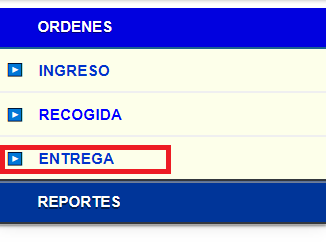 ORDENES
INGRESO
RECOGIDA
ENTREGA
REPORTES